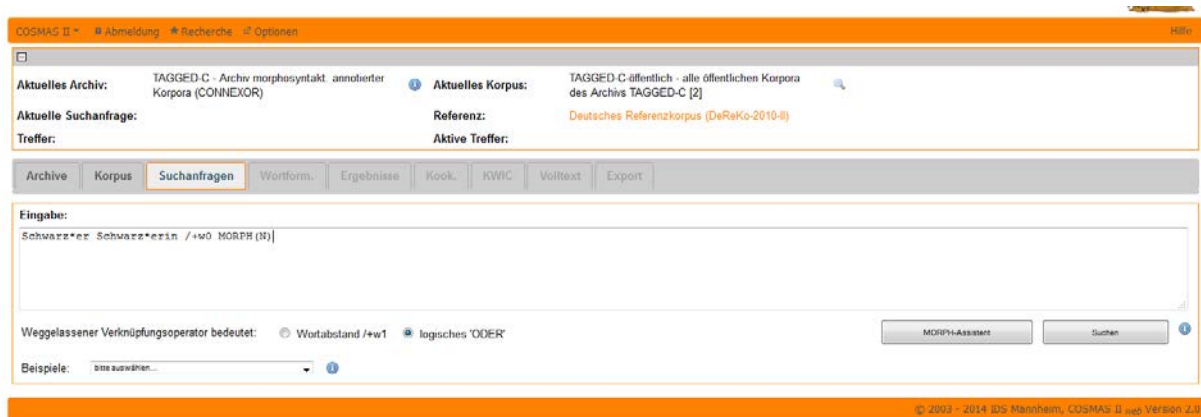 COSMAS II Abmeldung Recherche Optionen Hilfe
Aktuelles Archiv: TAGGED-C - Archiv morphosyntakt. annotierter Korpora (CONNEXOR) Aktuelles Korpus: TAGGED-C-öffentlich - alle öffentlichen Korpora des Archivs TAGGED-C [2]
Aktuelle Suchanfrage: Referenz: Deutsches Referenzkorpus (DeReKo-2010-II)
Treffer: Aktive Treffer:
Archive Korpus Suchanfragen Wortform. Ergebnisse Kook. KWIC Volltext Export
Eingabe:
Schwarz*er Schwarz*erin /+w0 MORPH(N)
Weggelassener Verknüpfungsoperator bedeutet: Wortabstand /+w1 logisches 'ODER' MORPH-Assistent Suchen
Beispiele: bitte auswählen...
© 2003 - 2014 IDS Mannheim, COSMAS II web Version 2.0